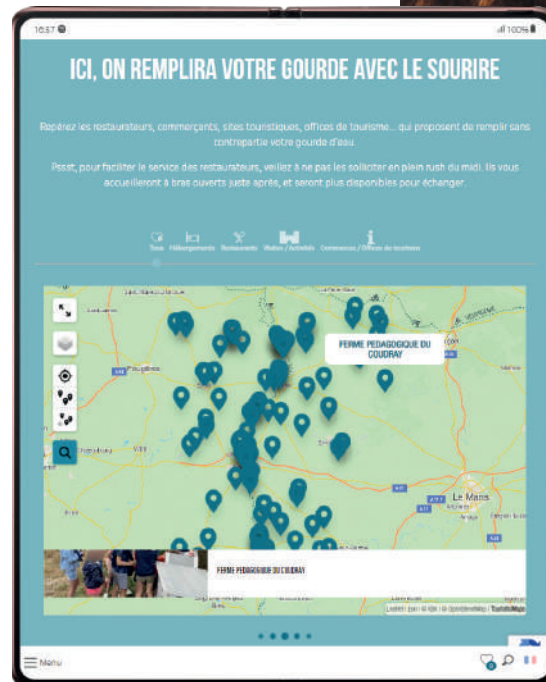 16:37
100%
ICI, ON REMPLIRA VOTRE GOURDE AVEC LE SOURIRE
Repérez les restaurateurs, commerçants, sites touristiques, offices de tourisme... qui proposent de remplir sans
contrepartie votre gourde d'eau.
Pssst, pour faciliter le service des restaurateurs, veillez à ne pas les solliciter en plein rush du midi. Ils vous
accueilleront à bras ouverts juste après, et seront plus disponibles pour échanger.
Tous Hébergements Restaurants Visites / Activités Commerces / Offices de tourisme
FERME PEDAGOGIQUE DU
COUDRAY
Fougères
Le Mans
FERME PEDAGOGIQUE DU COUDRAY
Menu